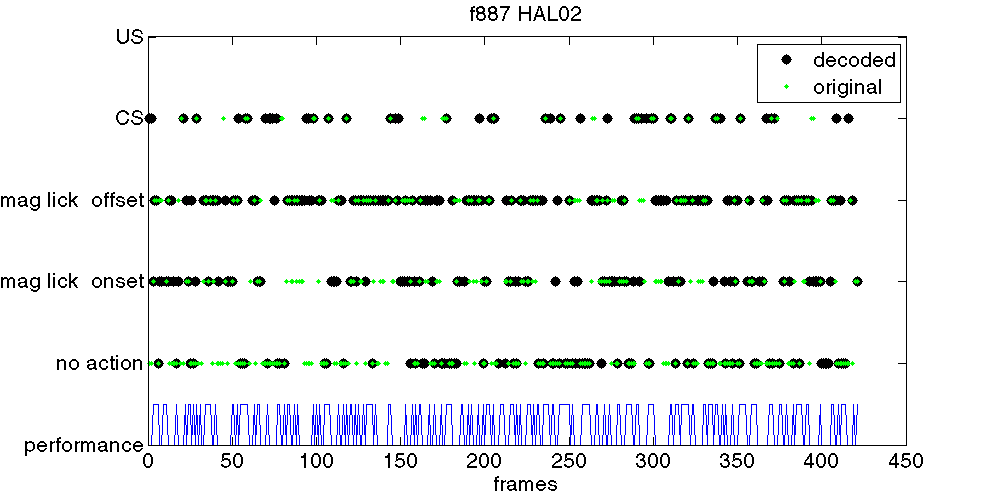 f887 HAL02
US
decoded
original
CS
mag lick offset
mag lick onset
no action
performance
0 50 100 150 200 250 300 350 400 450
frames